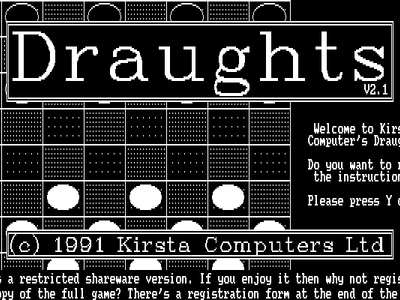 Draughts
V2.1
Welcome to Kirs
Computer's Draug
Do you want to r
the instruction
Please press Y o
(c) 1991 Kirsta Computers Ltd
s a restricted shareware version. If you enjoy it then why not regis
opy of the full game? There's a registration form at the end of the